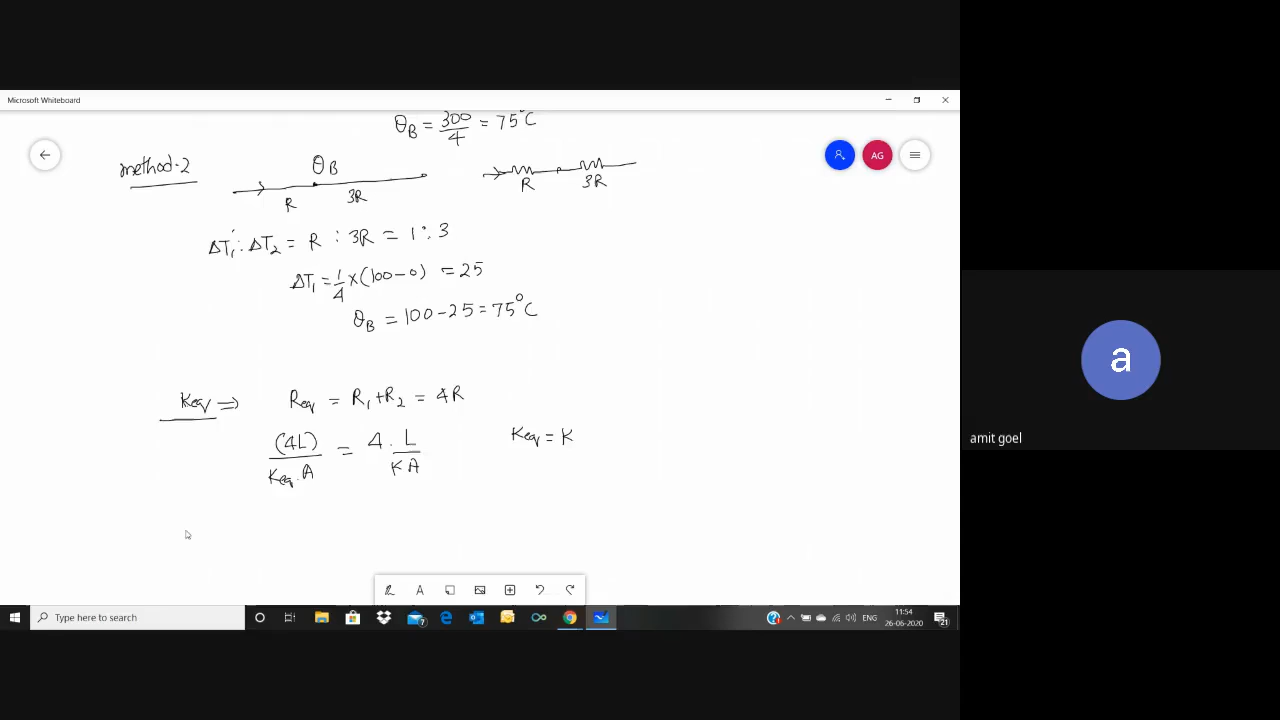 Microsoft Whiteboard
θB = 300/4 = 75°C
method-2
θB
R 3R
R 3R
ΔT1 : ΔT2 = R : 3R = 1 : 3
ΔT1 = 1/4 × (100-0) = 25
θB = 100 - 25 = 75°C
Keq ⇒ Req = R1 + R2 = 4R
(4L)/(Keq. A) = 4. L/(KA) Keq = K
AG
a
amit goel
Type here to search
7
ENG
11:54
26-06-2020
21